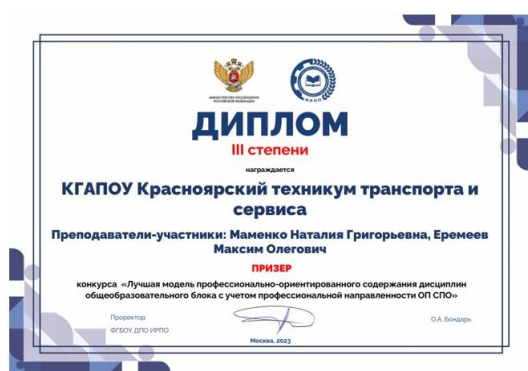 МИНИСТЕРСТВО ПРОСВЕЩЕНИЯ
РОССИЙСКОЙ ФЕДЕРАЦИИ
ИРПО
ДИПЛОМ
III степени
награждается
КГАПОУ Красноярский техникум транспорта и
сервиса
Преподаватели-участники: Маменко Наталия Григорьевна, Еремеев
Максим Олегович
ПРИЗЕР
конкурса «Лучшая модель профессионально-ориентированного содержания дисциплин
общеобразовательного блока с учетом профессиональной направленности ОП СПО»
Проректор
ФГБОУ ДПО ИРПО
О.А. Бондарь
Москва, 2023